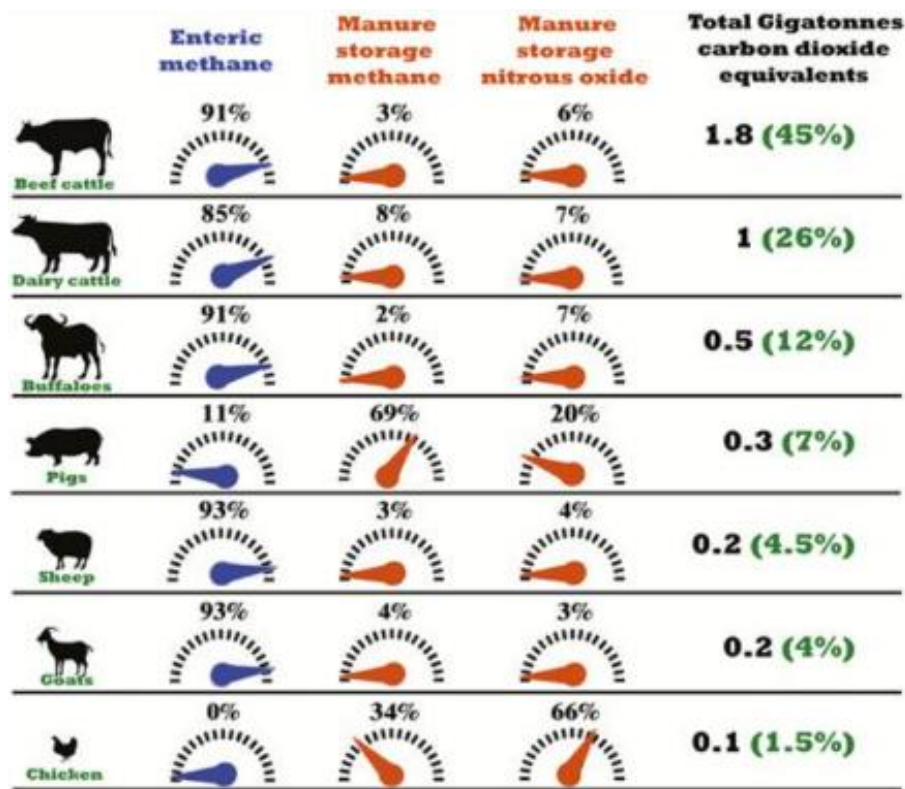 Enteric methane
Manure storage methane
Manure storage nitrous oxide
Total Gigatonnes carbon dioxide equivalents
91% 3% 6%
1.8 (45%)
Beef cattle
85% 8% 7%
1 (26%)
Dairy cattle
91% 2% 7%
0.5 (12%)
Buffaloes
11% 69% 20%
0.3 (7%)
Pigs
93% 3% 4%
0.2 (4.5%)
Sheep
93% 4% 3%
0.2 (4%)
Goats
0% 34% 66%
0.1 (1.5%)
Chicken